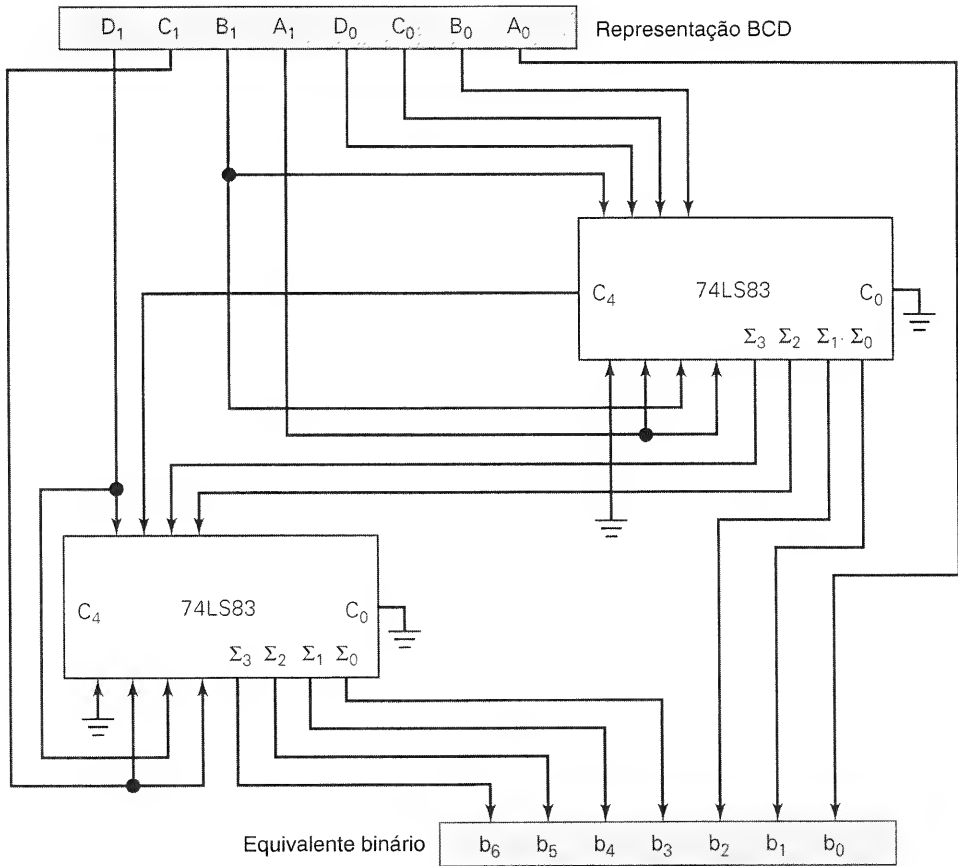 D₁ C₁ B₁ A₁ D₀ C₀ B₀ A₀ Representação BCD
C₄ 74LS83 C₀
Σ₃ Σ₂ Σ₁ Σ₀
C₄ 74LS83 C₀
Σ₃ Σ₂ Σ₁ Σ₀
Equivalente binário b₆ b₅ b₄ b₃ b₂ b₁ b₀